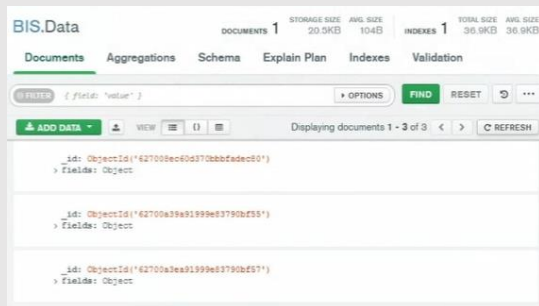 BIS.Data
DOCUMENTS 1 STORAGE SIZE 20.5KB AVG. SIZE 104B INDEXES 1 TOTAL SIZE 36.9KB AVG. SIZE 36.9KB
Documents Aggregations Schema Explain Plan Indexes Validation
FILTER { field: 'value' } OPTIONS FIND RESET ...
ADD DATA VIEW {} Displaying documents 1 - 3 of 3 < > REFRESH
_id: ObjectId("627008ec60d370bbbfadec80")
> fields: Object
_id: ObjectId("62700a39a91999e83790bf55")
> fields: Object
_id: ObjectId("62700a3ea91999e83790bf57")
> fields: Object